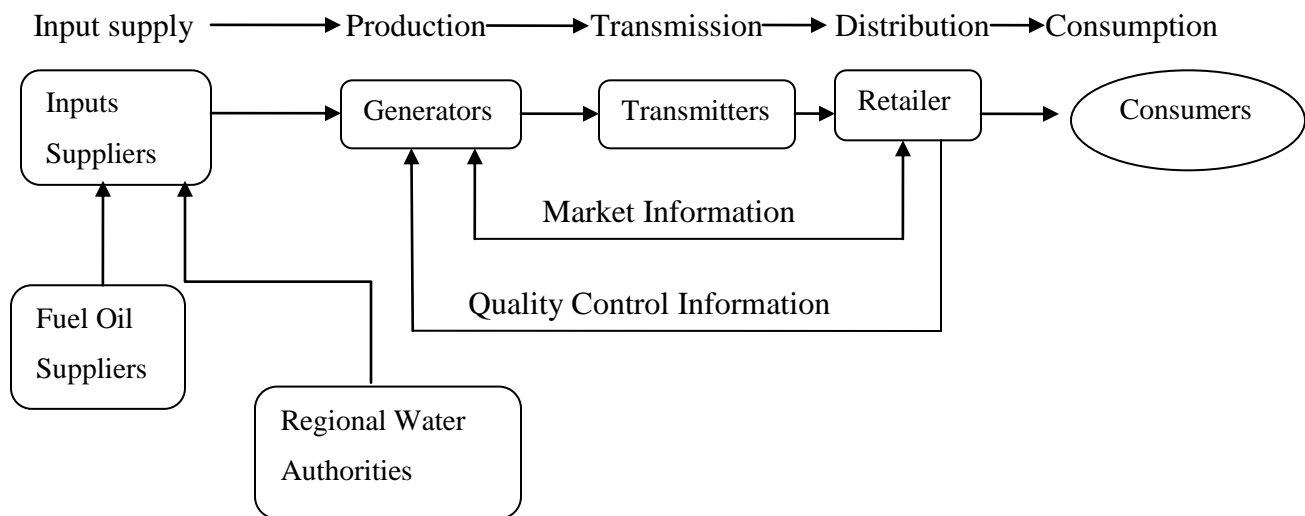 Input supply Production Transmission Distribution Consumption
Inputs
Suppliers
Generators
Transmitters
Retailer
Consumers
Market Information
Quality Control Information
Fuel Oil
Suppliers
Regional Water
Authorities